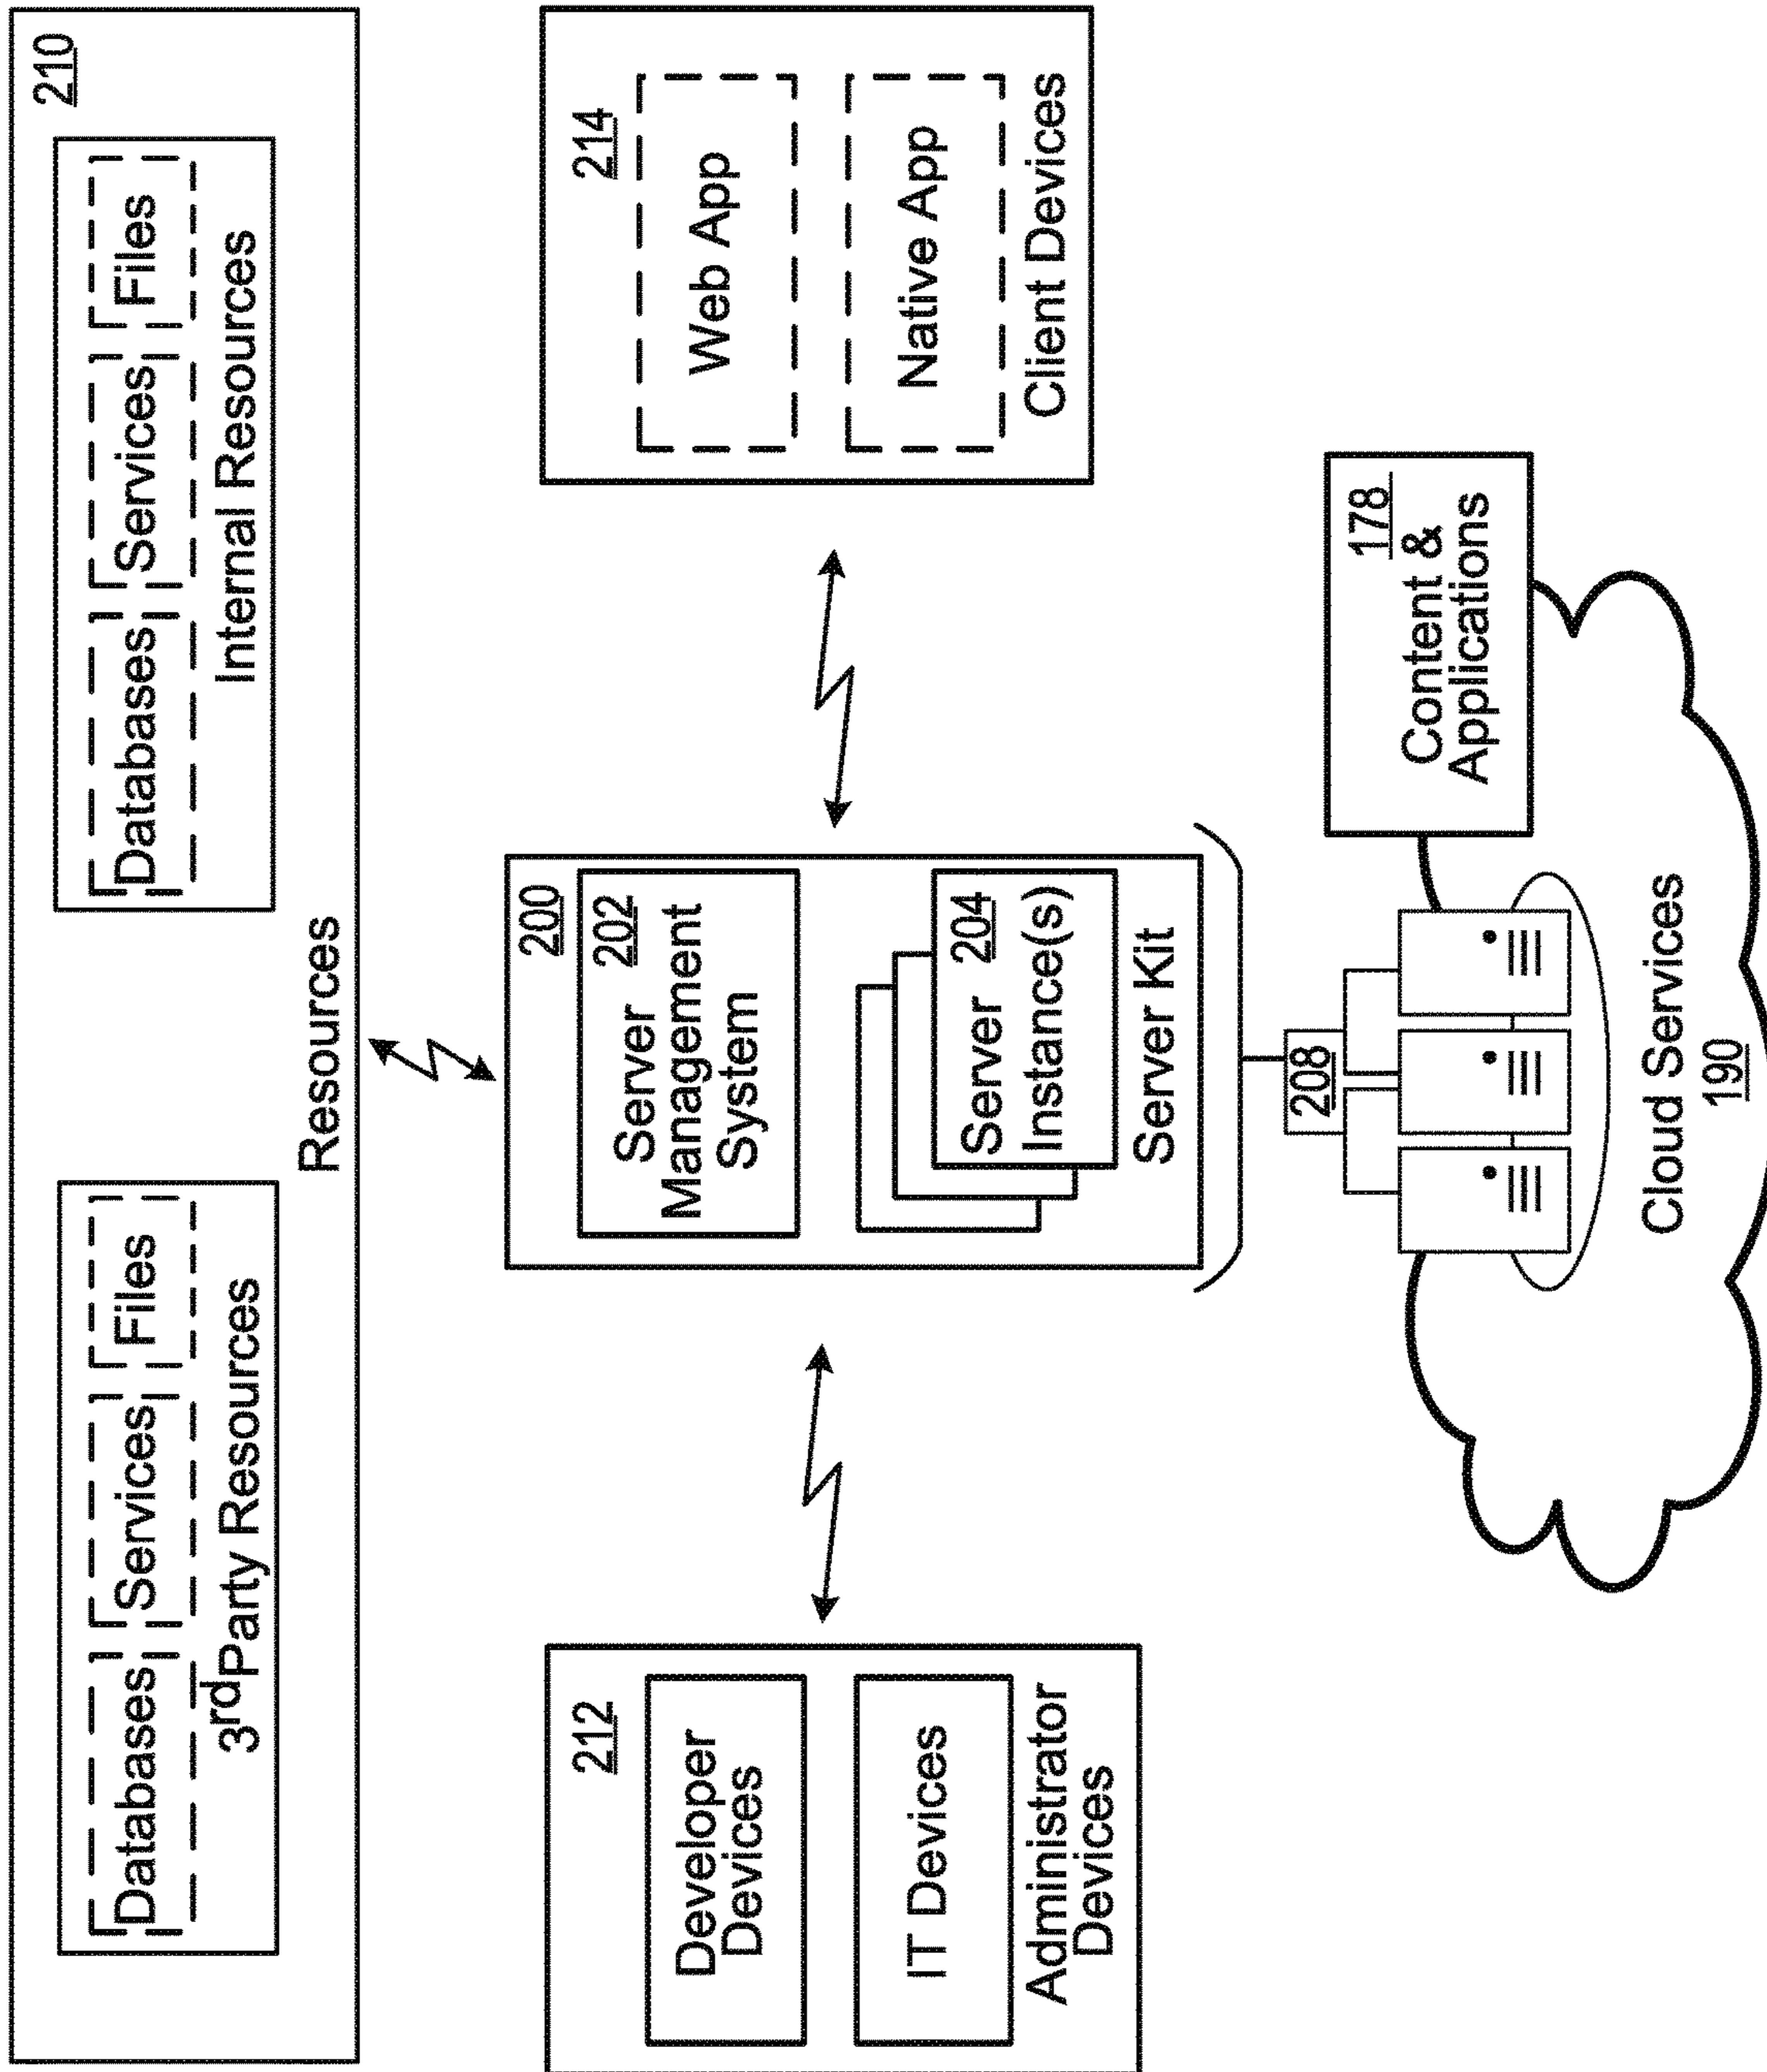 210
Databases
Services
Files
3rd Party Resources
Databases
Services
Files
Internal Resources
Resources
212
Developer
Devices
IT Devices
Administrator
Devices
200
202
Server
Management
System
204
Server
Instance(s)
Server Kit
214
Web App
Native App
Client Devices
208
178
Content &
Applications
Cloud Services
190